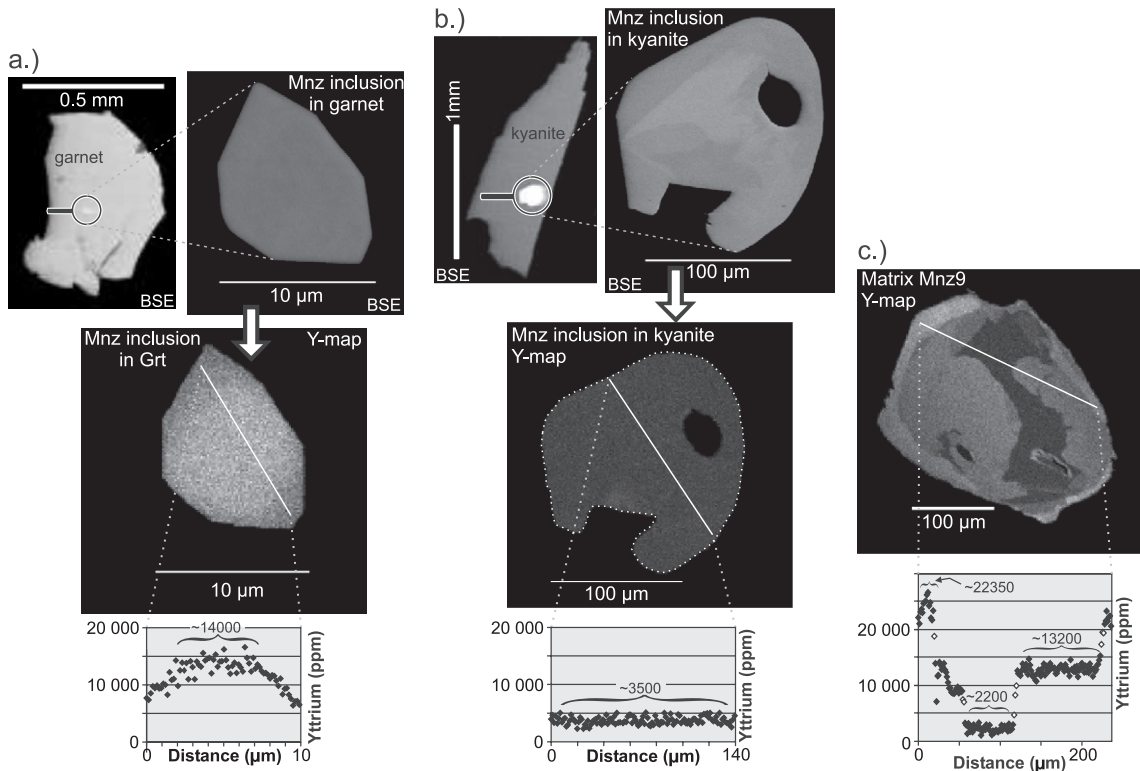 a.)
0.5 mm
garnet
BSE
Mnz inclusion
in garnet
10 µm
BSE
Mnz inclusion
in Grt
Y-map
10 µm
20 000
10 000
0
~14000
Yttrium (ppm)
0
Distance (µm)
10
b.)
1mm
kyanite
BSE
Mnz inclusion
in kyanite
100 µm
BSE
Mnz inclusion in kyanite
Y-map
100 µm
20 000
10 000
0
~3500
Yttrium (ppm)
0
Distance (µm)
140
c.)
Matrix Mnz9
Y-map
100 µm
~22350
20 000
~13200
10 000
~2200
0
Yttrium (ppm)
0
200
Distance (µm)